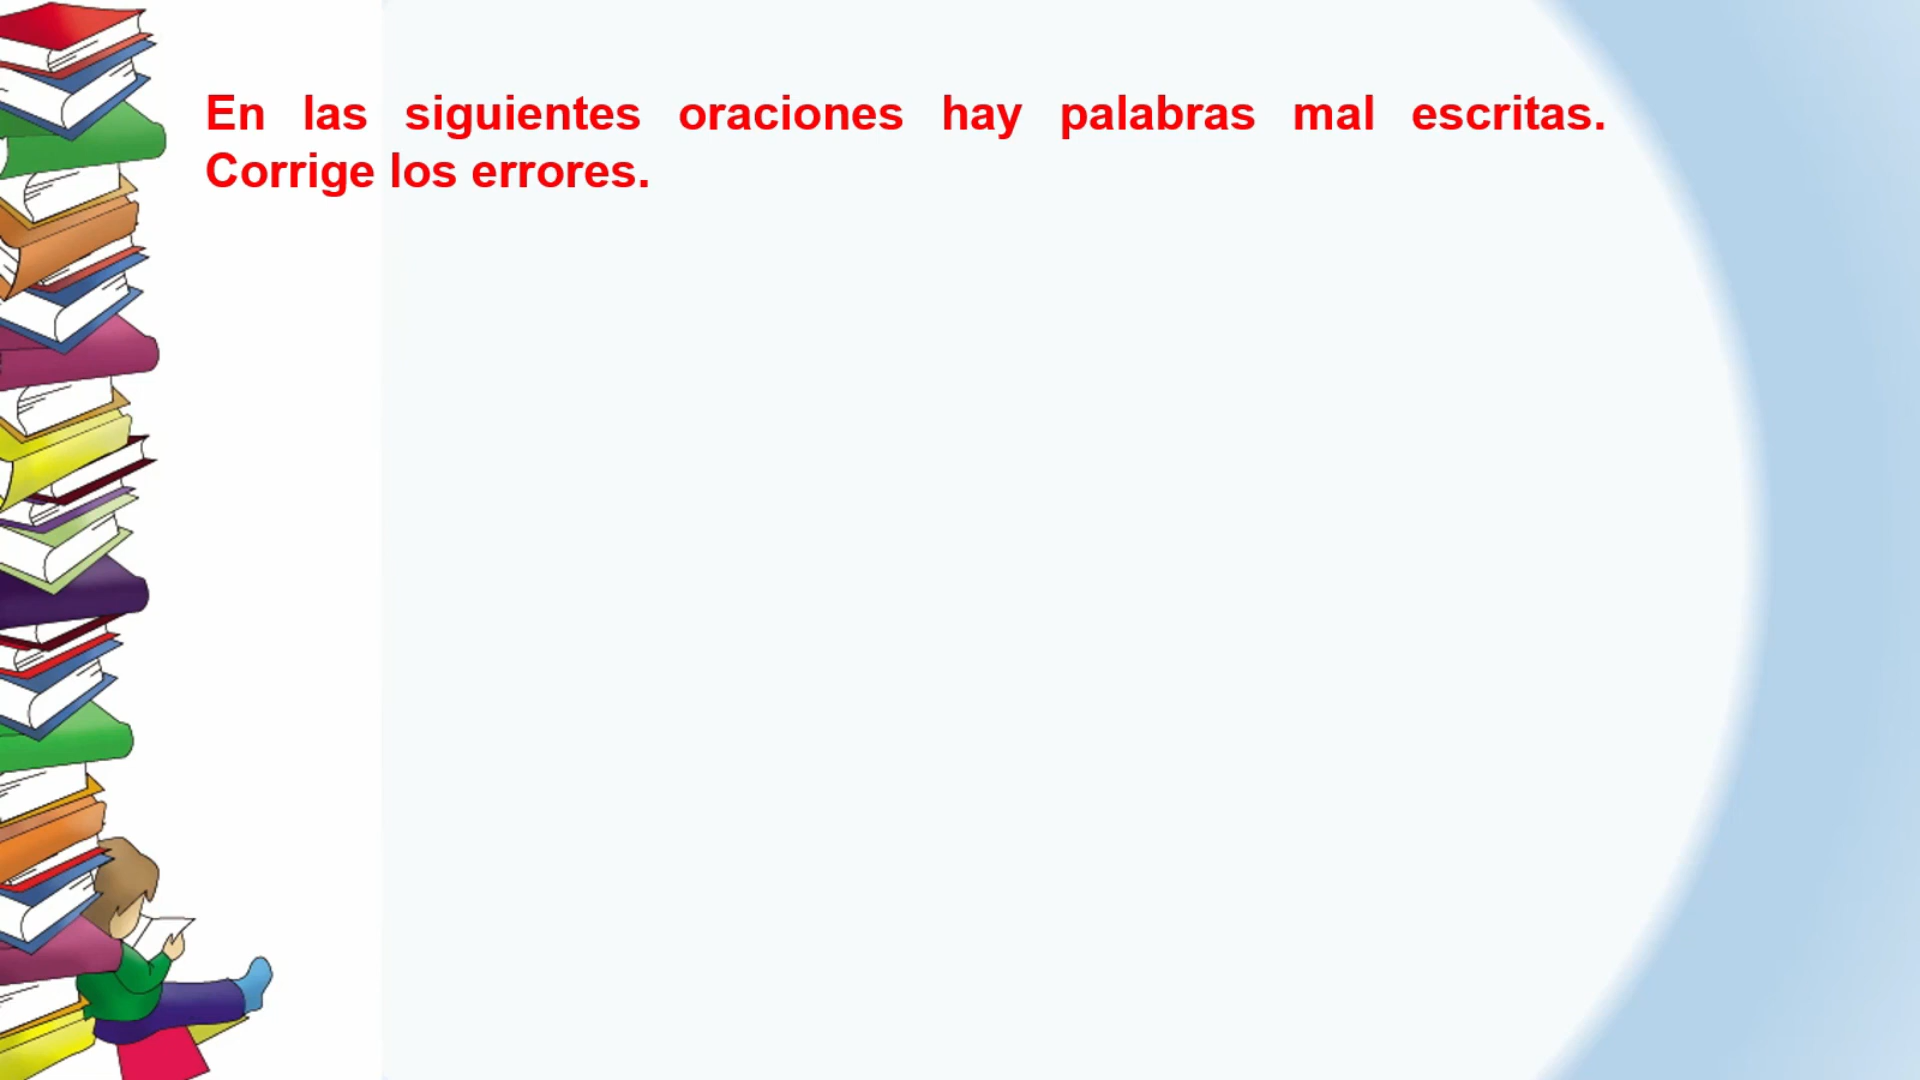 En las siguientes oraciones hay palabras mal escritas.
Corrige los errores.